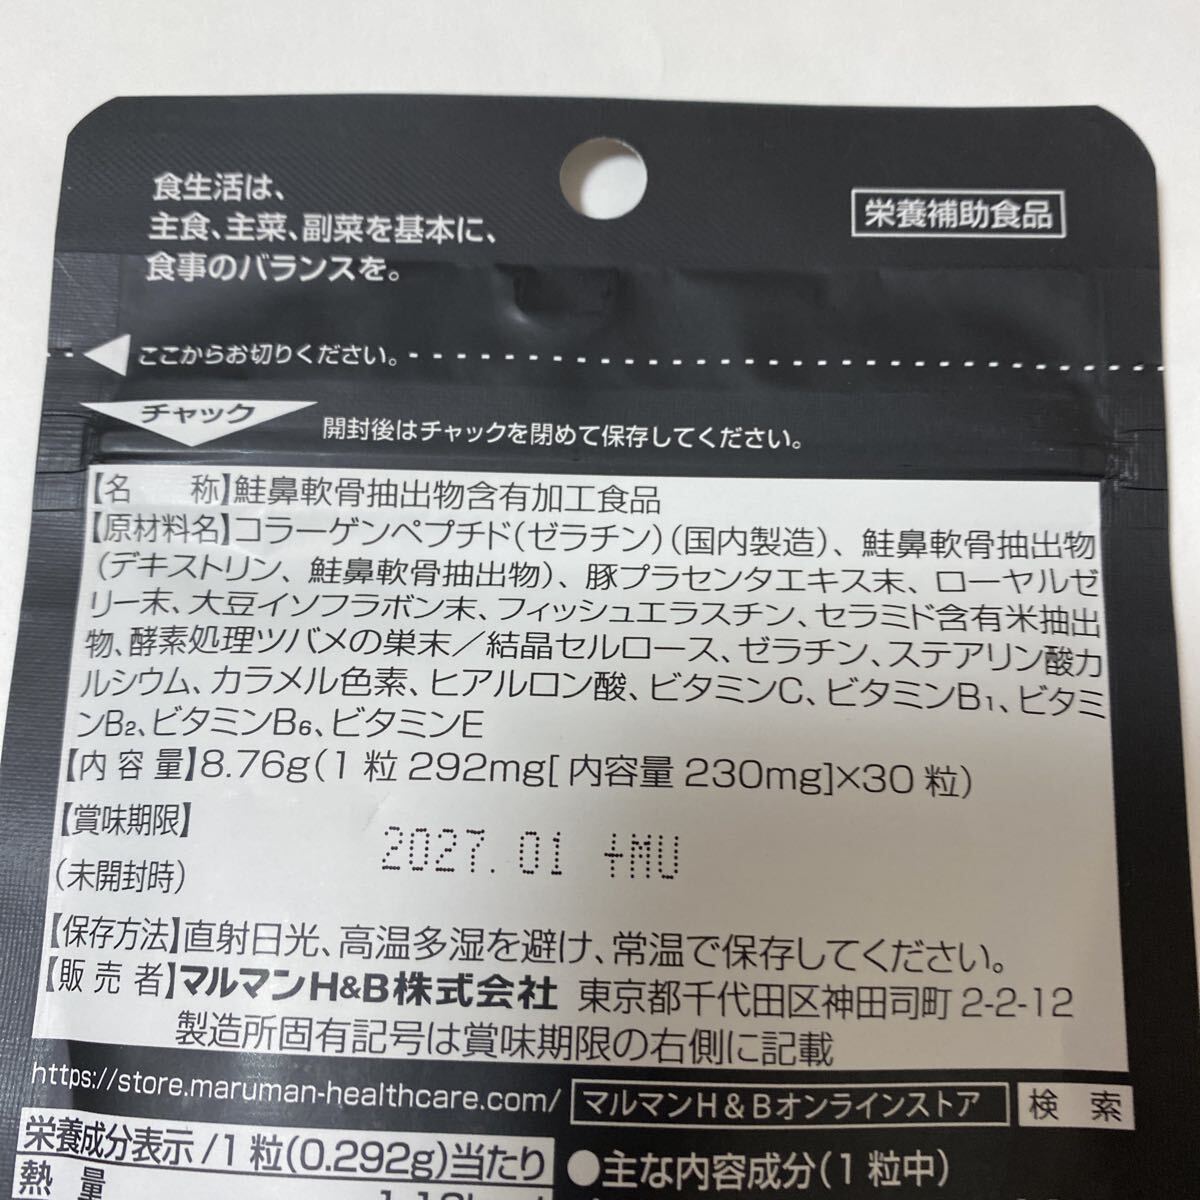 食生活は、
主食、主菜、副菜を基本に、
食事のバランスを。
栄養補助食品
ここからお切りください。
チャック
開封後はチャックを閉めて保存してください。
【名　　称】鮭鼻軟骨抽出物含有加工食品
【原材料名】コラーゲンペプチド(ゼラチン)(国内製造)、鮭鼻軟骨抽出物
(デキストリン、鮭鼻軟骨抽出物)、豚プラセンタエキス末、ローヤルゼ
リー末、大豆イソフラボン末、フィッシュエラスチン、セラミド含有米抽出
物、酵素処理ツバメの巣末／結晶セルロース、ゼラチン、ステアリン酸カ
ルシウム、カラメル色素、ヒアルロン酸、ビタミンC、ビタミンB1、ビタミ
ンB2、ビタミンB6、ビタミンE
【内 容 量】8.76g(1 粒 292mg[ 内容量 230mg]×30 粒)
【賞味期限】
(未開封時)
2027.01 +MU
【保存方法】直射日光、高温多湿を避け、常温で保存してください。
【販 売 者】マルマンH&B株式会社 東京都千代田区神田司町 2-2-12
製造所固有記号は賞味期限の右側に記載
https://store.maruman-healthcare.com/
マルマンH&Bオンラインストア 検 索
栄養成分表示 /1 粒(0.292g)当たり
熱 量
●主な内容成分(1 粒中)